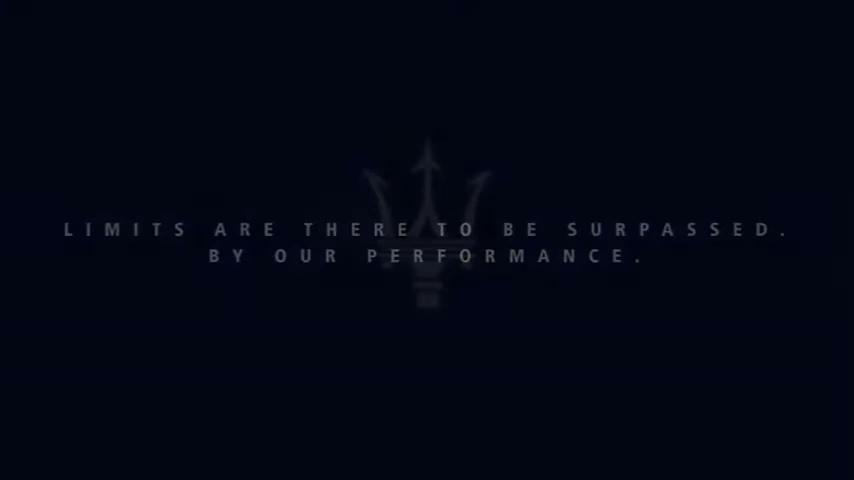 LIMITS ARE THERE TO BE SURPASSED.
BY OUR PERFORMANCE.